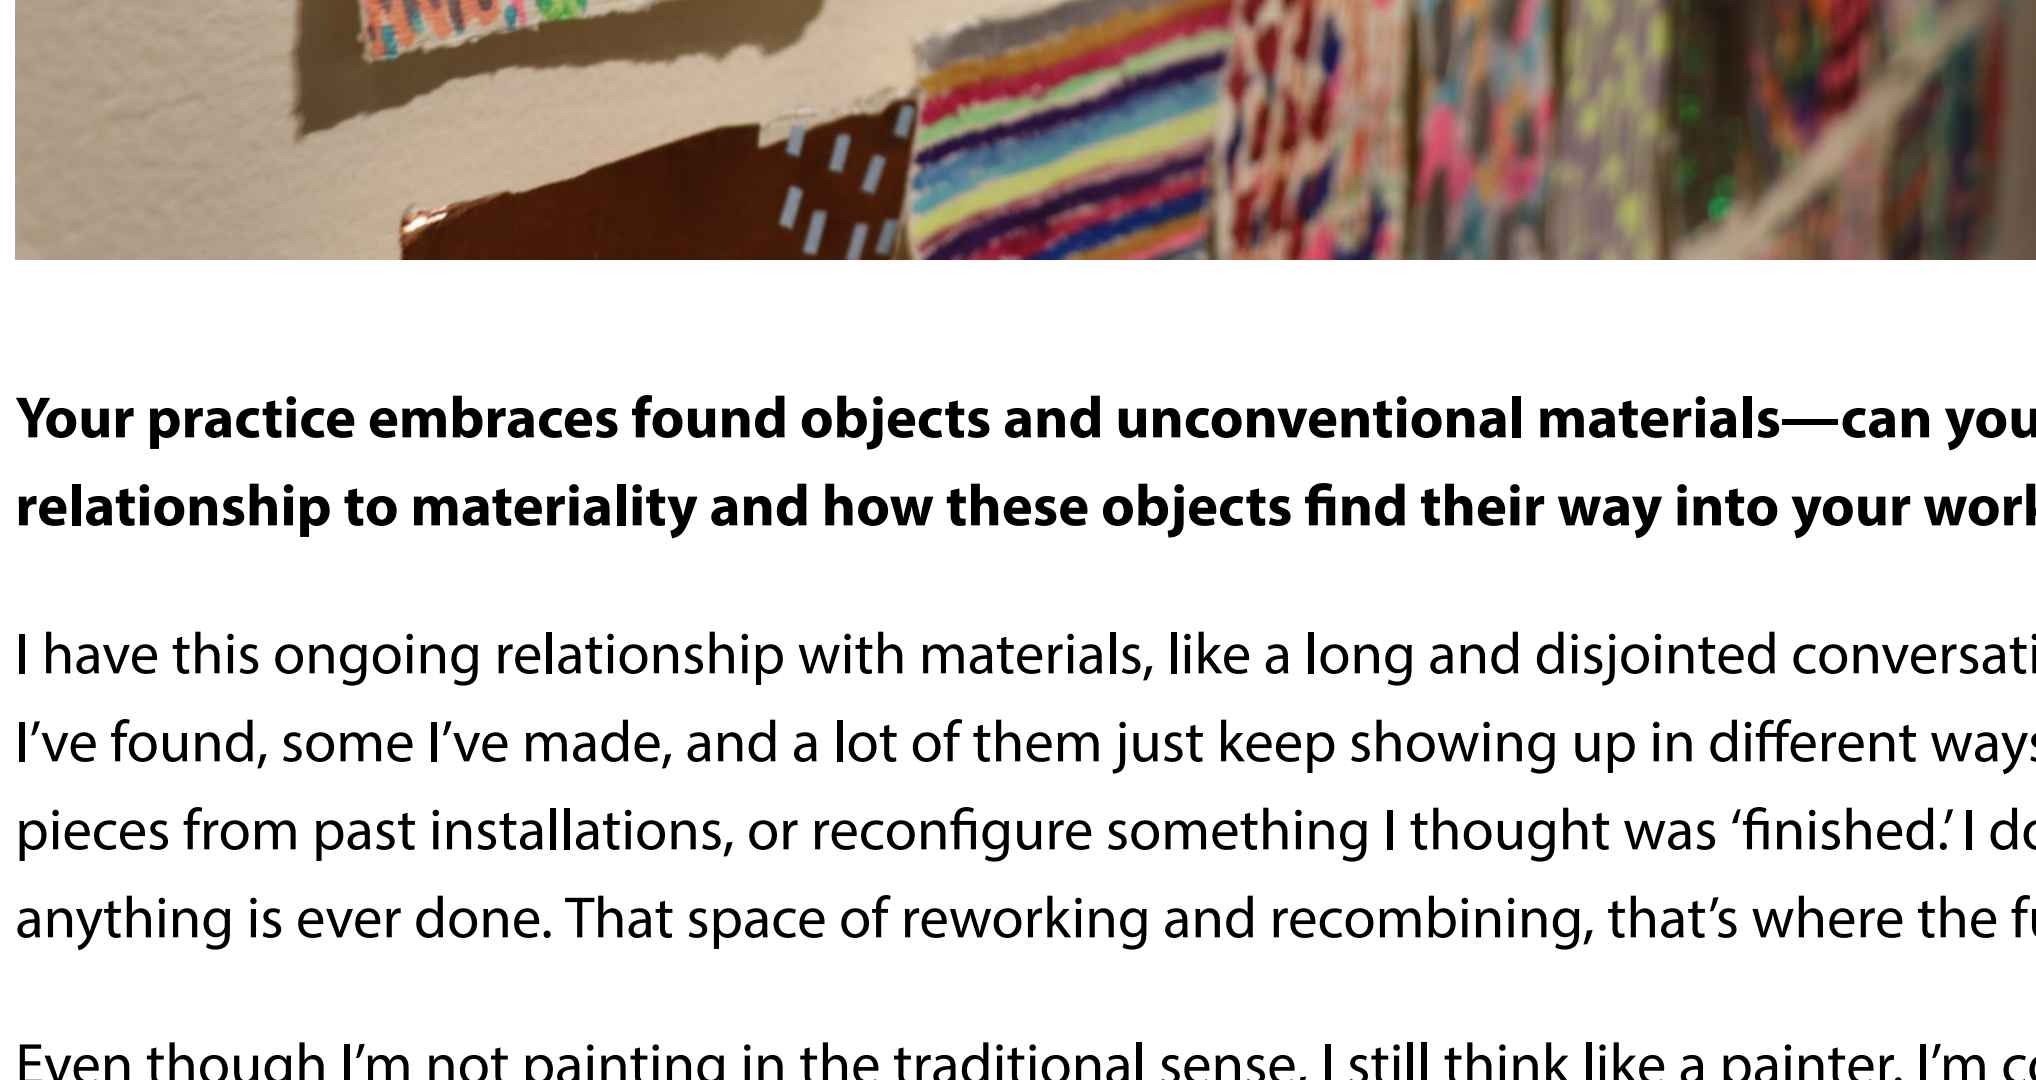 Your practice embraces found objects and unconventional materials—can you
relationship to materiality and how these objects find their way into your work
I have this ongoing relationship with materials, like a long and disjointed
I’ve found, some I’ve made, and a lot of them just keep showing up in different ways
pieces from past installations, or reconfigure something I thought was ‘finished.’ I
anything is ever done. That space of reworking and recombining, that’s where the
Even though I’m not painting in the traditional sense, I still think like a painter. I’m